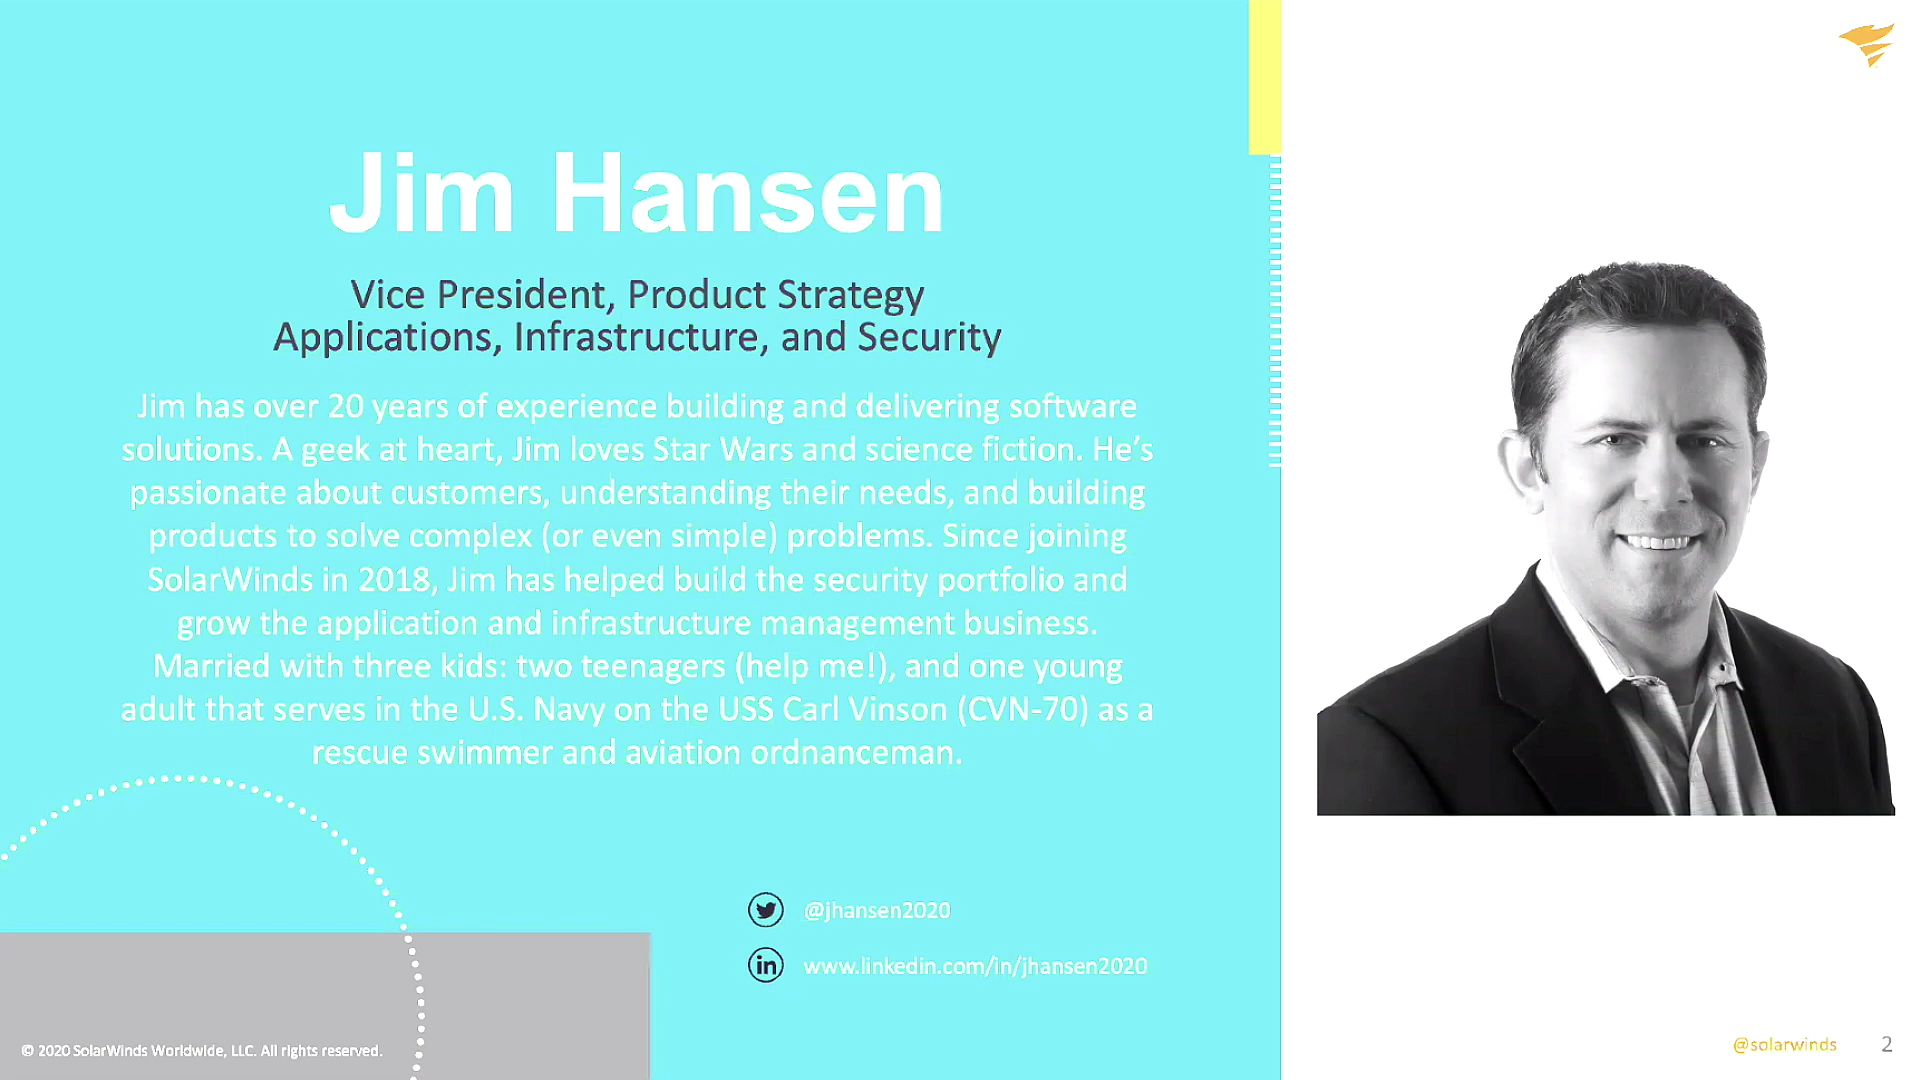 Jim Hansen
Vice President, Product Strategy
Applications, Infrastructure, and Security
Jim has over 20 years of experience building and delivering software
solutions. A geek at heart, Jim loves Star Wars and science fiction. He’s
passionate about customers, understanding their needs, and building
products to solve complex (or even simple) problems. Since joining
SolarWinds in 2018, Jim has helped build the security portfolio and
grow the application and infrastructure management business.
Married with three kids: two teenagers (help me!), and one young
adult that serves in the U.S. Navy on the USS Carl Vinson (CVN-70) as a
rescue swimmer and aviation ordnanceman.
@jhansen2020
in www.linkedin.com/in/jhansen2020
© 2020 SolarWinds Worldwide, LLC. All rights reserved.
@solarwinds 2